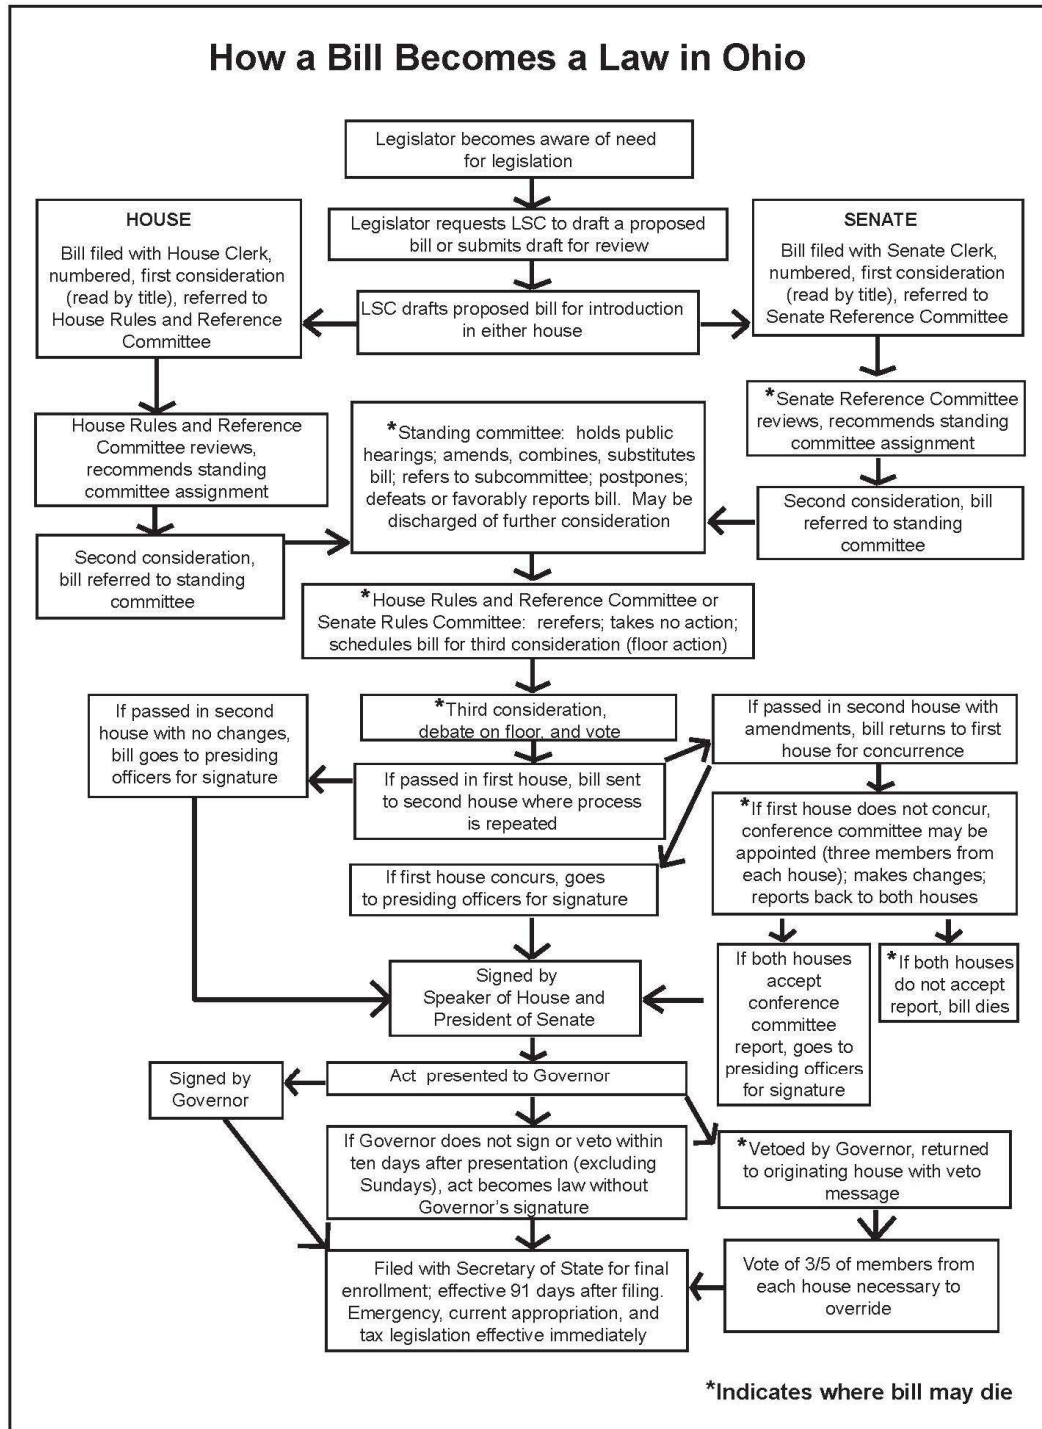 How a Bill Becomes a Law in Ohio
Legislator becomes aware of need
for legislation
HOUSE
Bill filed with House Clerk,
numbered, first consideration
(read by title), referred to
House Rules and Reference
Committee
Legislator requests LSC to draft a proposed
bill or submits draft for review
SENATE
Bill filed with Senate Clerk,
numbered, first consideration
(read by title), referred to
Senate Reference Committee
LSC drafts proposed bill for introduction
in either house
House Rules and Reference
Committee reviews,
recommends standing
committee assignment
*Standing committee: holds public
hearings; amends, combines, substitutes
bill; refers to subcommittee; postpones;
defeats or favorably reports bill. May be
discharged of further consideration
*Senate Reference Committee
reviews, recommends standing
committee assignment
Second consideration,
bill referred to standing
committee
Second consideration, bill
referred to standing
committee
*House Rules and Reference Committee or
Senate Rules Committee: rerefers; takes no action;
schedules bill for third consideration (floor action)
If passed in second
house with no changes,
bill goes to presiding
officers for signature
*Third consideration,
debate on floor, and vote
If passed in second house with
amendments, bill returns to first
house for concurrence
If passed in first house, bill sent
to second house where process
is repeated
*If first house does not concur,
conference committee may be
appointed (three members from
each house); makes changes;
reports back to both houses
If first house concurs, goes
to presiding officers for signature
Signed by
Speaker of House and
President of Senate
If both houses
accept
conference
committee
report, goes to
presiding officers
for signature
*If both houses
do not accept
report, bill dies
Signed by
Governor
Act presented to Governor
If Governor does not sign or veto within
ten days after presentation (excluding
Sundays), act becomes law without
Governor's signature
*Vetoed by Governor, returned
to originating house with veto
message
Filed with Secretary of State for final
enrollment; effective 91 days after filing.
Emergency, current appropriation, and
tax legislation effective immediately
Vote of 3/5 of members from
each house necessary to
override
*Indicates where bill may die